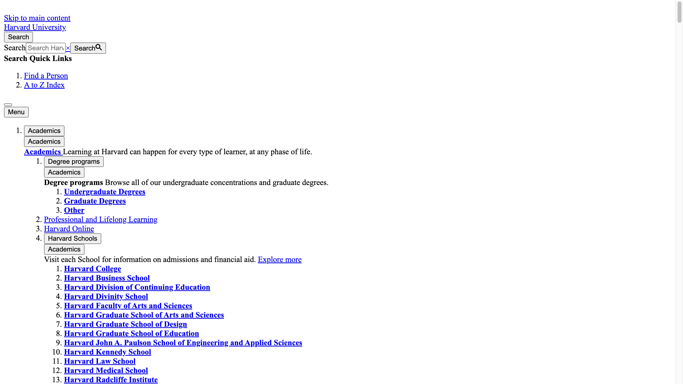 Skip to main content
Harvard University
Search
Search Search Har × Search
Search Quick Links
1. Find a Person
2. A to Z Index
Menu
1. Academics
Academics
Academics Learning at Harvard can happen for every type of learner, at any phase of life.
1. Degree programs
Academics
Degree programs Browse all of our undergraduate concentrations and graduate degrees.
1. Undergraduate Degrees
2. Graduate Degrees
3. Other
2. Professional and Lifelong Learning
3. Harvard Online
4. Harvard Schools
Academics
Visit each School for information on admissions and financial aid. Explore more
1. Harvard College
2. Harvard Business School
3. Harvard Division of Continuing Education
4. Harvard Divinity School
5. Harvard Faculty of Arts and Sciences
6. Harvard Graduate School of Arts and Sciences
7. Harvard Graduate School of Design
8. Harvard Graduate School of Education
9. Harvard John A. Paulson School of Engineering and Applied Sciences
10. Harvard Kennedy School
11. Harvard Law School
12. Harvard Medical School
13. Harvard Radcliffe Institute